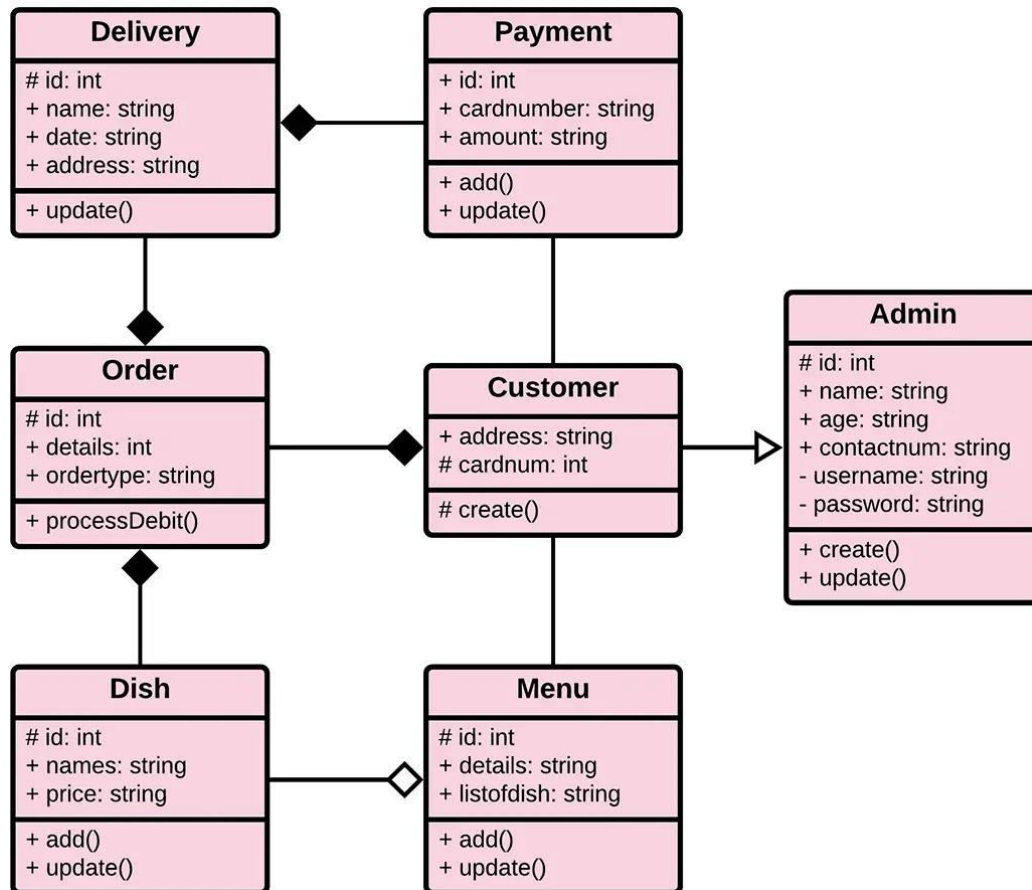 Delivery
# id: int
+ name: string
+ date: string
+ address: string
+ update()
Payment
+ id: int
+ cardnumber: string
+ amount: string
+ add()
+ update()
Admin
# id: int
+ name: string
+ age: string
+ contactnum: string
- username: string
- password: string
+ create()
+ update()
Order
# id: int
+ details: int
+ ordertype: string
+ processDebit()
Customer
+ address: string
# cardnum: int
# create()
Dish
# id: int
+ names: string
+ price: string
+ add()
+ update()
Menu
# id: int
+ details: string
+ listofdish: string
+ add()
+ update()